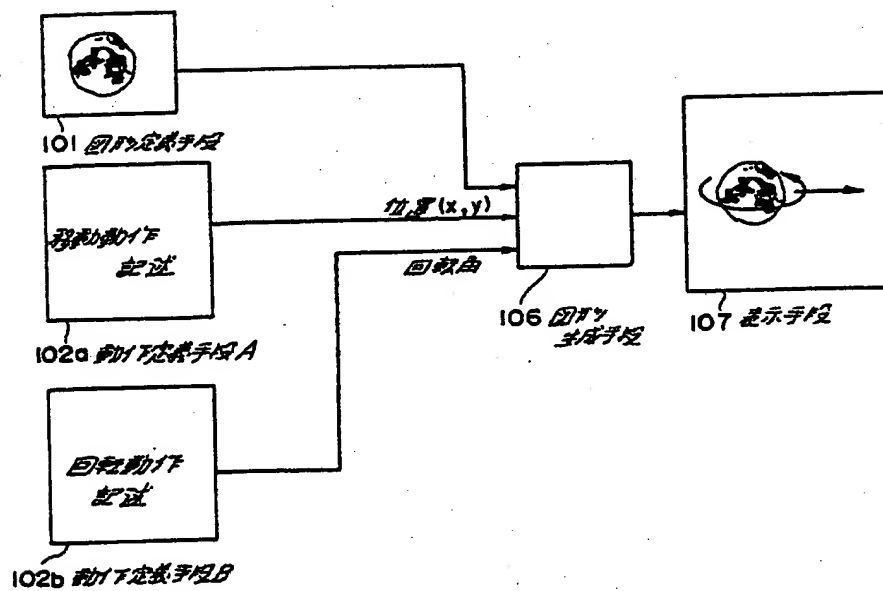 101 図形定義手段
移動動作
記述
102a 動作定義手段A
位置(x,y)
回転角
106 図形
生成手段
107 表示手段
回転動作
記述
102b 動作定義手段B